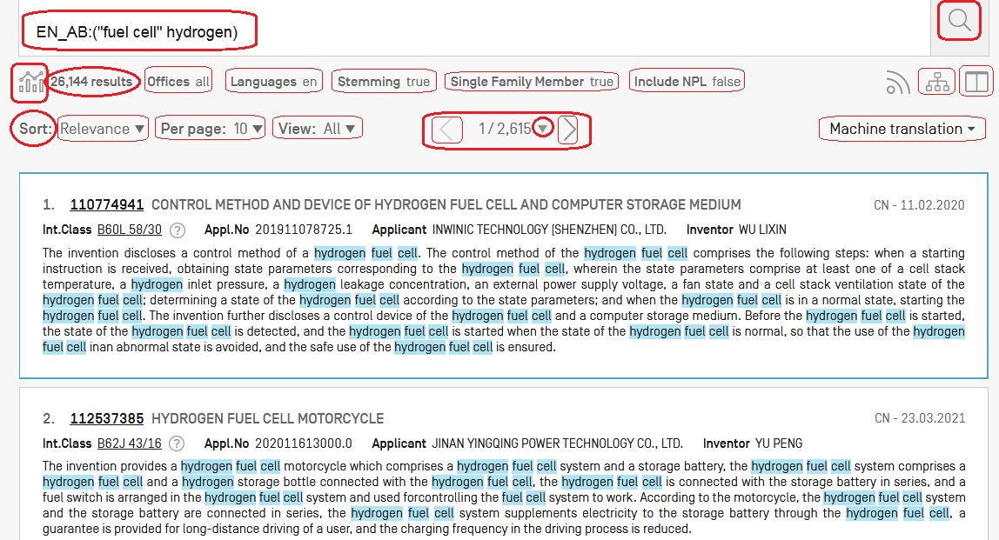 EN_AB:("fuel cell" hydrogen)
26,144 results Offices all Languages en Stemming true Single Family Member true Include NPL false
Sort: Relevance ▼ Per page: 10 ▼ View: All ▼ 1 / 2,615 ▼ Machine translation ▾
1. 110774941 CONTROL METHOD AND DEVICE OF HYDROGEN FUEL CELL AND COMPUTER STORAGE MEDIUM CN - 11.02.2020
Int.Class B60L 58/30 ? Appl.No 201911078725.1 Applicant INWINIC TECHNOLOGY (SHENZHEN) CO., LTD. Inventor WU LIXIN
The invention discloses a control method of a hydrogen fuel cell. The control method of the hydrogen fuel cell comprises the following steps: when a starting
instruction is received, obtaining state parameters corresponding to the hydrogen fuel cell, wherein the state parameters comprise at least one of a cell stack
temperature, a hydrogen inlet pressure, a hydrogen leakage concentration, an external power supply voltage, a fan state and a cell stack ventilation state of the
hydrogen fuel cell; determining a state of the hydrogen fuel cell according to the state parameters; and when the hydrogen fuel cell is in a normal state, starting the
hydrogen fuel cell. The invention further discloses a control device of the hydrogen fuel cell and a computer storage medium. Before the hydrogen fuel cell is started,
the state of the hydrogen fuel cell is detected, and the hydrogen fuel cell is started when the state of the hydrogen fuel cell is normal, so that the use of the hydrogen
fuel cell inan abnormal state is avoided, and the safe use of the hydrogen fuel cell is ensured.
2. 112537385 HYDROGEN FUEL CELL MOTORCYCLE CN - 23.03.2021
Int.Class B62J 43/16 ? Appl.No 202011613000.0 Applicant JINAN YINGQING POWER TECHNOLOGY CO., LTD. Inventor YU PENG
The invention provides a hydrogen fuel cell motorcycle which comprises a hydrogen fuel cell system and a storage battery, the hydrogen fuel cell system comprises a
hydrogen fuel cell and a hydrogen storage bottle connected with the hydrogen fuel cell, the hydrogen fuel cell is connected with the storage battery in series, and a
fuel switch is arranged in the hydrogen fuel cell system and used forcontrolling the fuel cell system to work. According to the motorcycle, the hydrogen fuel cell system
and the storage battery are connected in series, the hydrogen fuel cell system supplements electricity to the storage battery through the hydrogen fuel cell, a
guarantee is provided for long-distance driving of a user, and the charging frequency in the driving process is reduced.